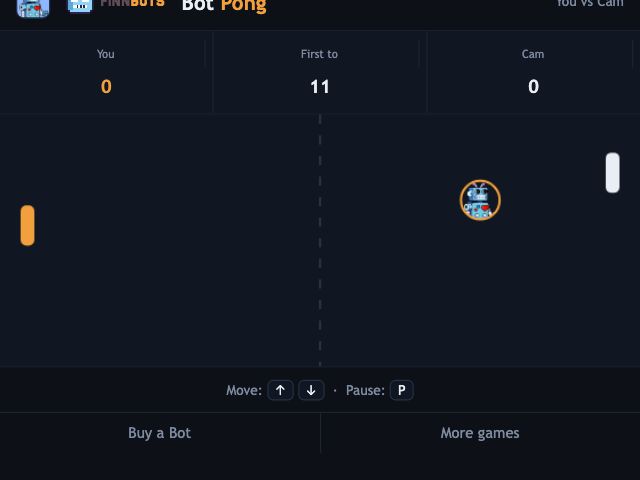 FINNBOTS Bot Pong You vs Cam
You First to Cam
0 11 0
Move: ↑ ↓ · Pause: P
Buy a Bot More games